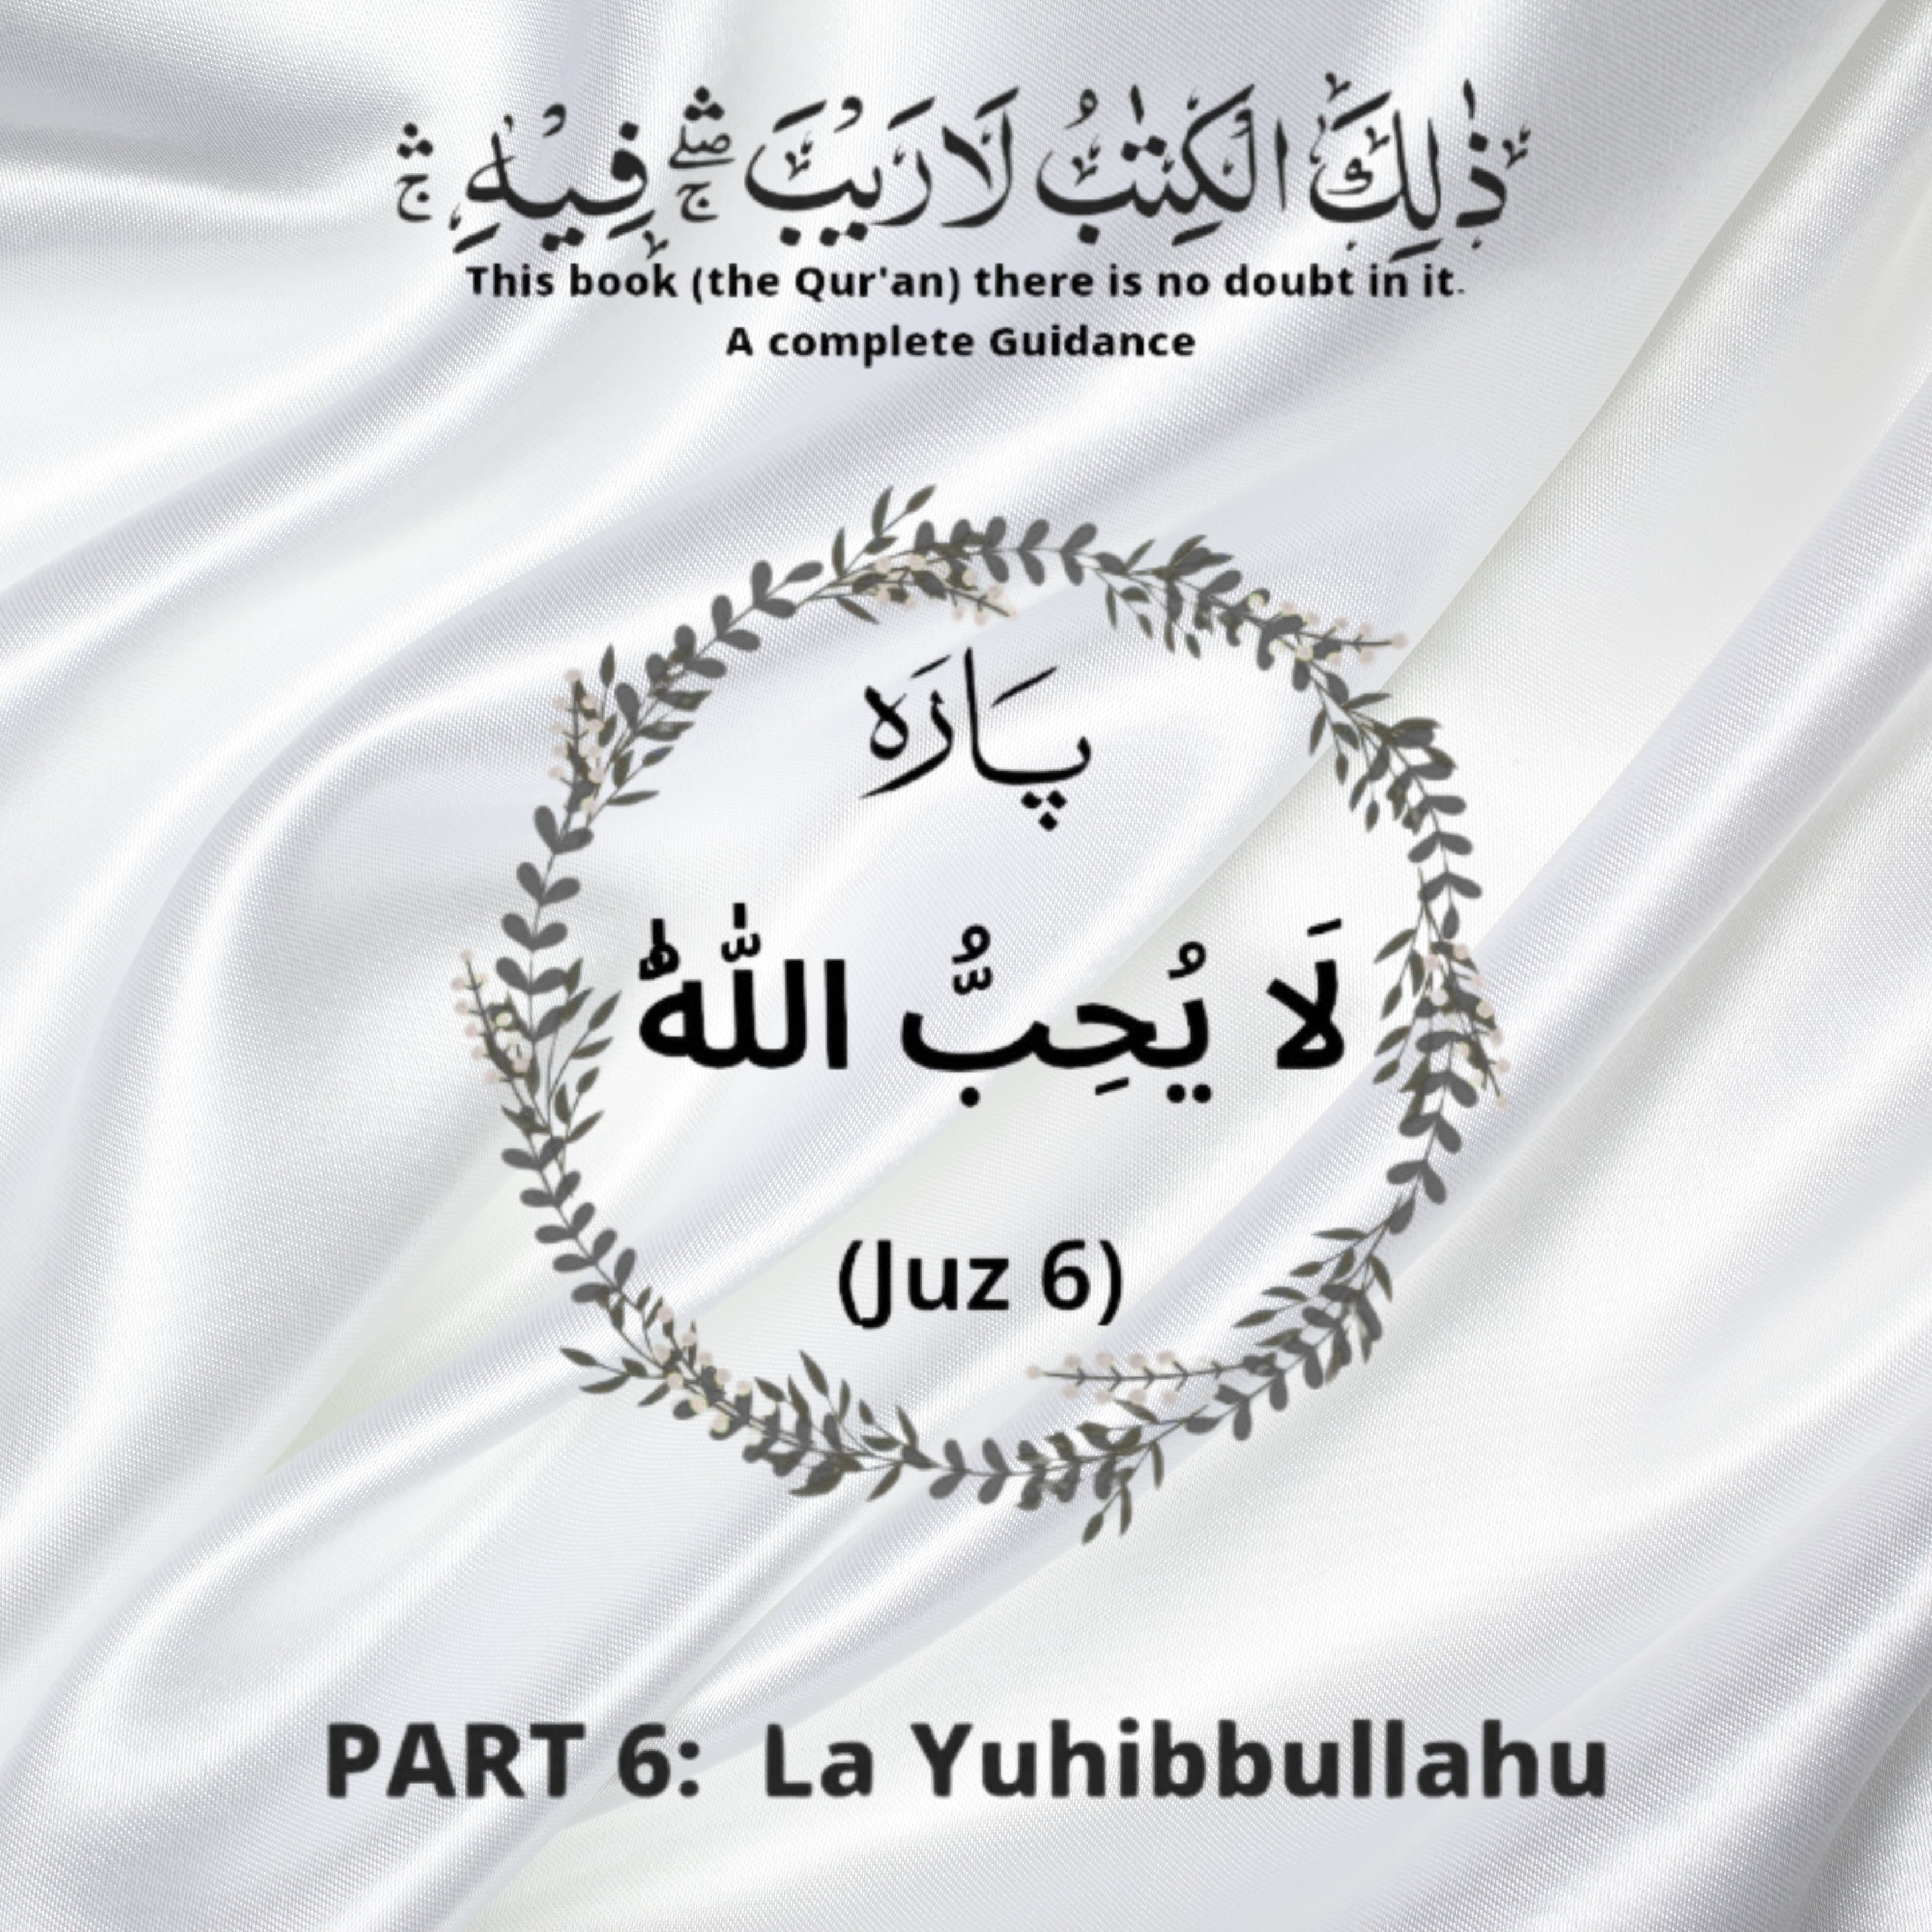 ذٰلِكَ الْكِتٰبُ لَا رَيْبَ ۛۚ فِيْهِ ۛۚ
This book (the Qur'an) there is no doubt in it.
A complete Guidance
پَارَہ
لَا يُحِبُّ اللّٰهُ
(Juz 6)
PART 6: La Yuhibbullahu